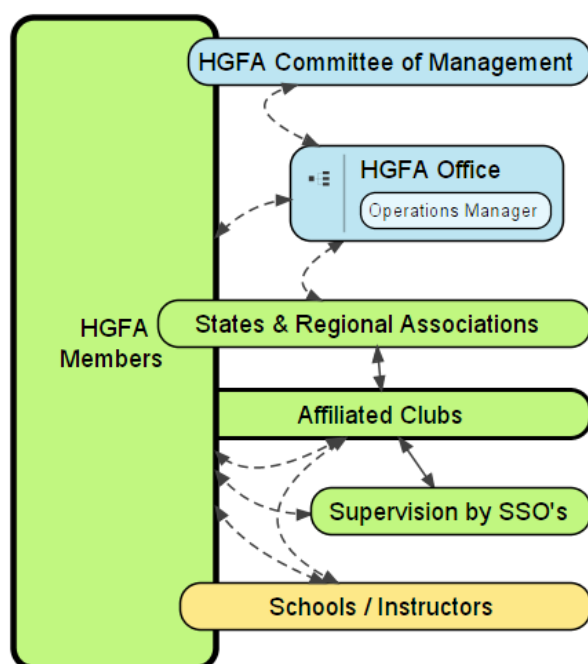 HGFA Committee of Management
HGFA Office
Operations Manager
States & Regional Associations
HGFA
Members
Affiliated Clubs
Supervision by SSO's
Schools / Instructors